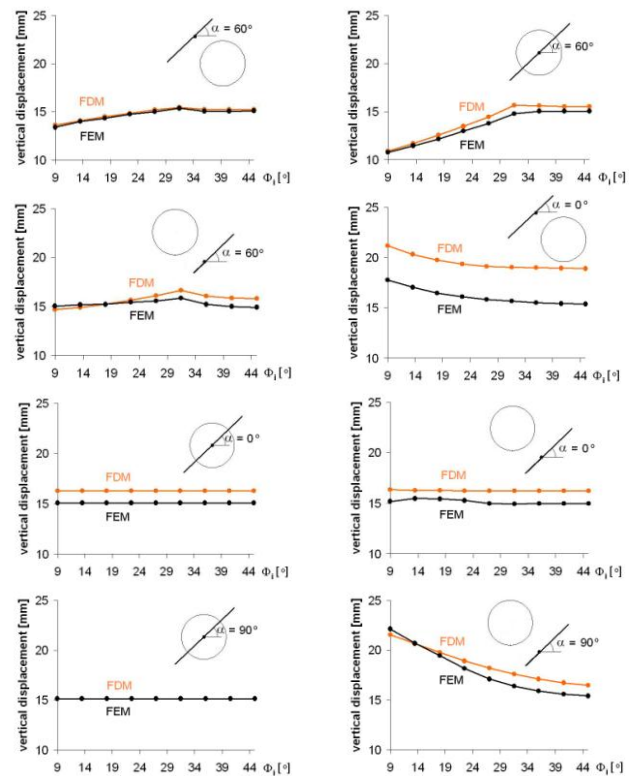 25
20
15
10
vertical displacement [mm]
α = 60°
FDM
FEM
9 14 19 24 29 34 39 44 Φi [°]
25
20
15
10
vertical displacement [mm]
α = 60°
FDM
FEM
9 14 19 24 29 34 39 44 Φi [°]
25
20
15
10
vertical displacement [mm]
α = 60°
FDM
FEM
9 14 19 24 29 34 39 44 Φi [°]
25
20
15
10
vertical displacement [mm]
α = 0°
FDM
FEM
9 14 19 24 29 34 39 44 Φi [°]
25
20
15
10
vertical displacement [mm]
α = 0°
FDM
FEM
9 14 19 24 29 34 39 44 Φi [°]
25
20
15
10
vertical displacement [mm]
α = 0°
FDM
FEM
9 14 19 24 29 34 39 44 Φi [°]
25
20
15
10
vertical displacement [mm]
α = 90°
FDM
FEM
9 14 19 24 29 34 39 44 Φi [°]
25
20
15
10
vertical displacement [mm]
α = 90°
FDM
FEM
9 14 19 24 29 34 39 44 Φi [°]